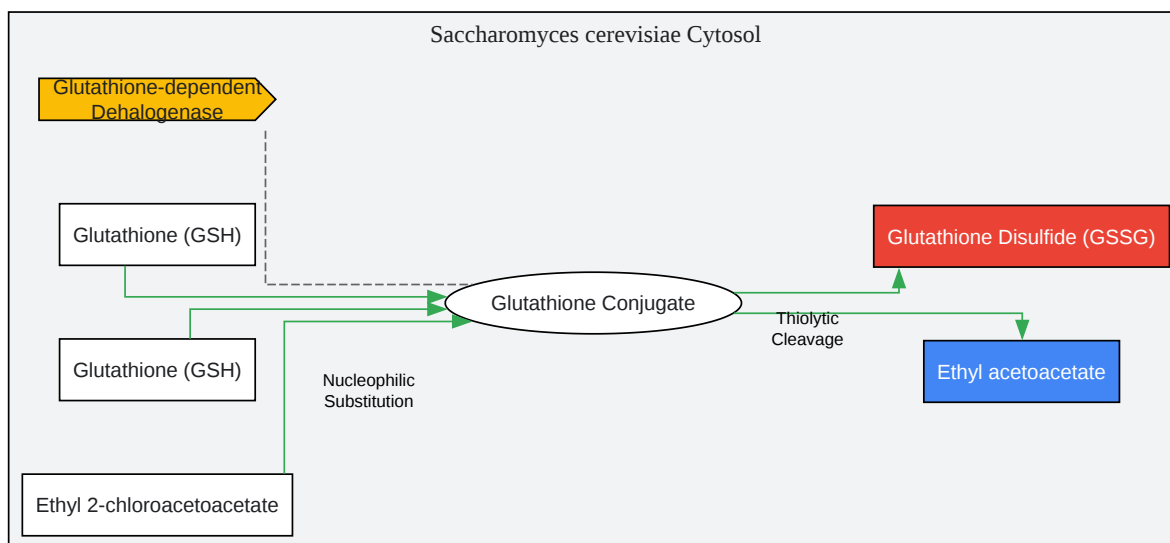 Saccharomyces cerevisiae Cytosol
Glutathione-dependent
Dehalogenase
Glutathione (GSH)
Glutathione Disulfide (GSSG)
Glutathione Conjugate
Thiolytic
Cleavage
Glutathione (GSH)
Ethyl acetoacetate
Nucleophilic
Substitution
Ethyl 2-chloroacetoacetate